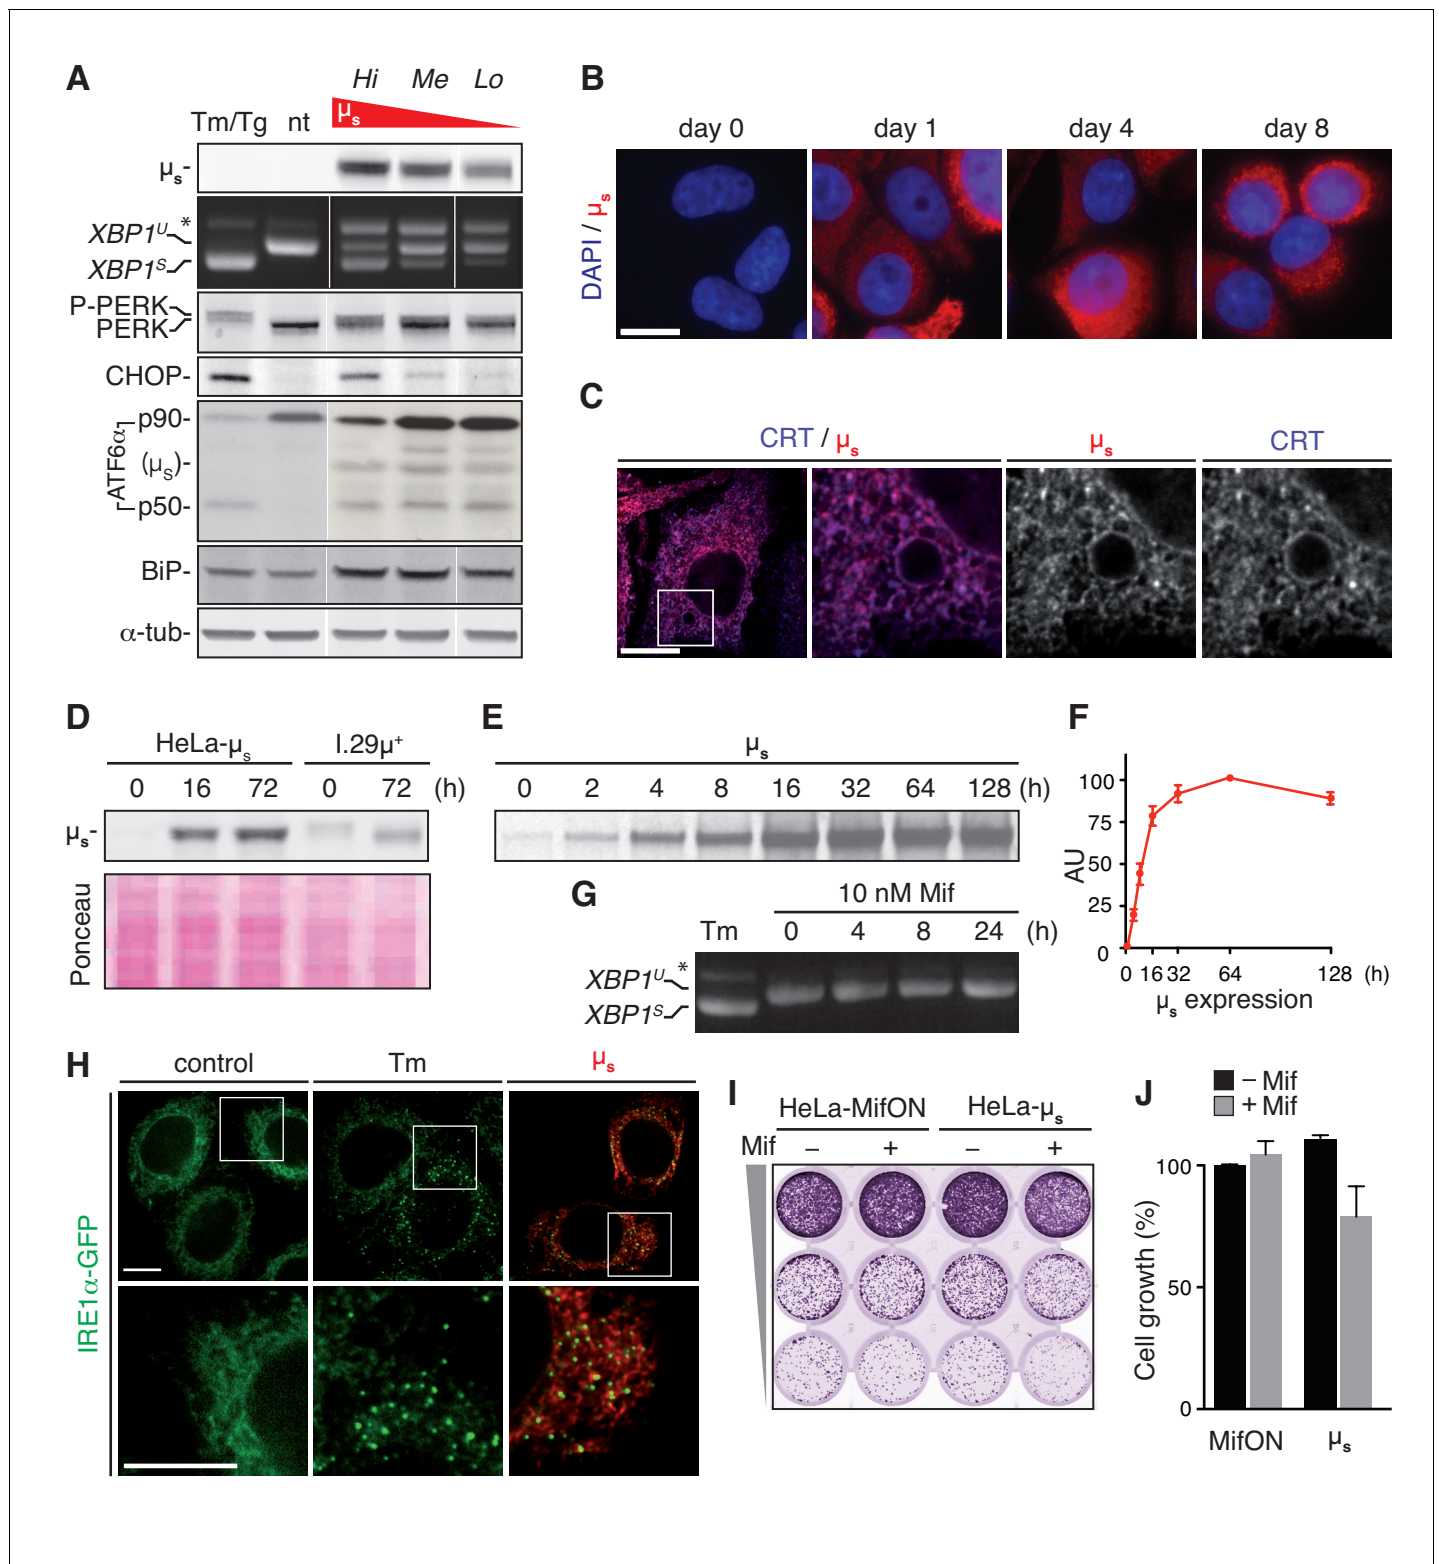 A
Hi Me Lo
Tm/Tg nt μs
μs-
*
XBP1U
XBP1S
P-PERK
PERK
CHOP-
ATF6α
p90-
(μs)-
p50-
BiP-
α-tub-
B
day 0 day 1 day 4 day 8
DAPI / μs
C
CRT / μs μs CRT
D
HeLa-μs I.29μ+
0 16 72 0 72 (h)
μs-
Ponceau
E
μs
0 2 4 8 16 32 64 128 (h)
F
AU
100
75
50
25
0
0 16 32 64 128 (h)
μs expression
G
10 nM Mif
Tm 0 4 8 24 (h)
*
XBP1U
XBP1S
H
control Tm μs
IRE1α-GFP
I
HeLa-MifON HeLa-μs
Mif – + – +
J
– Mif
+ Mif
Cell growth (%)
100
50
0
MifON μs